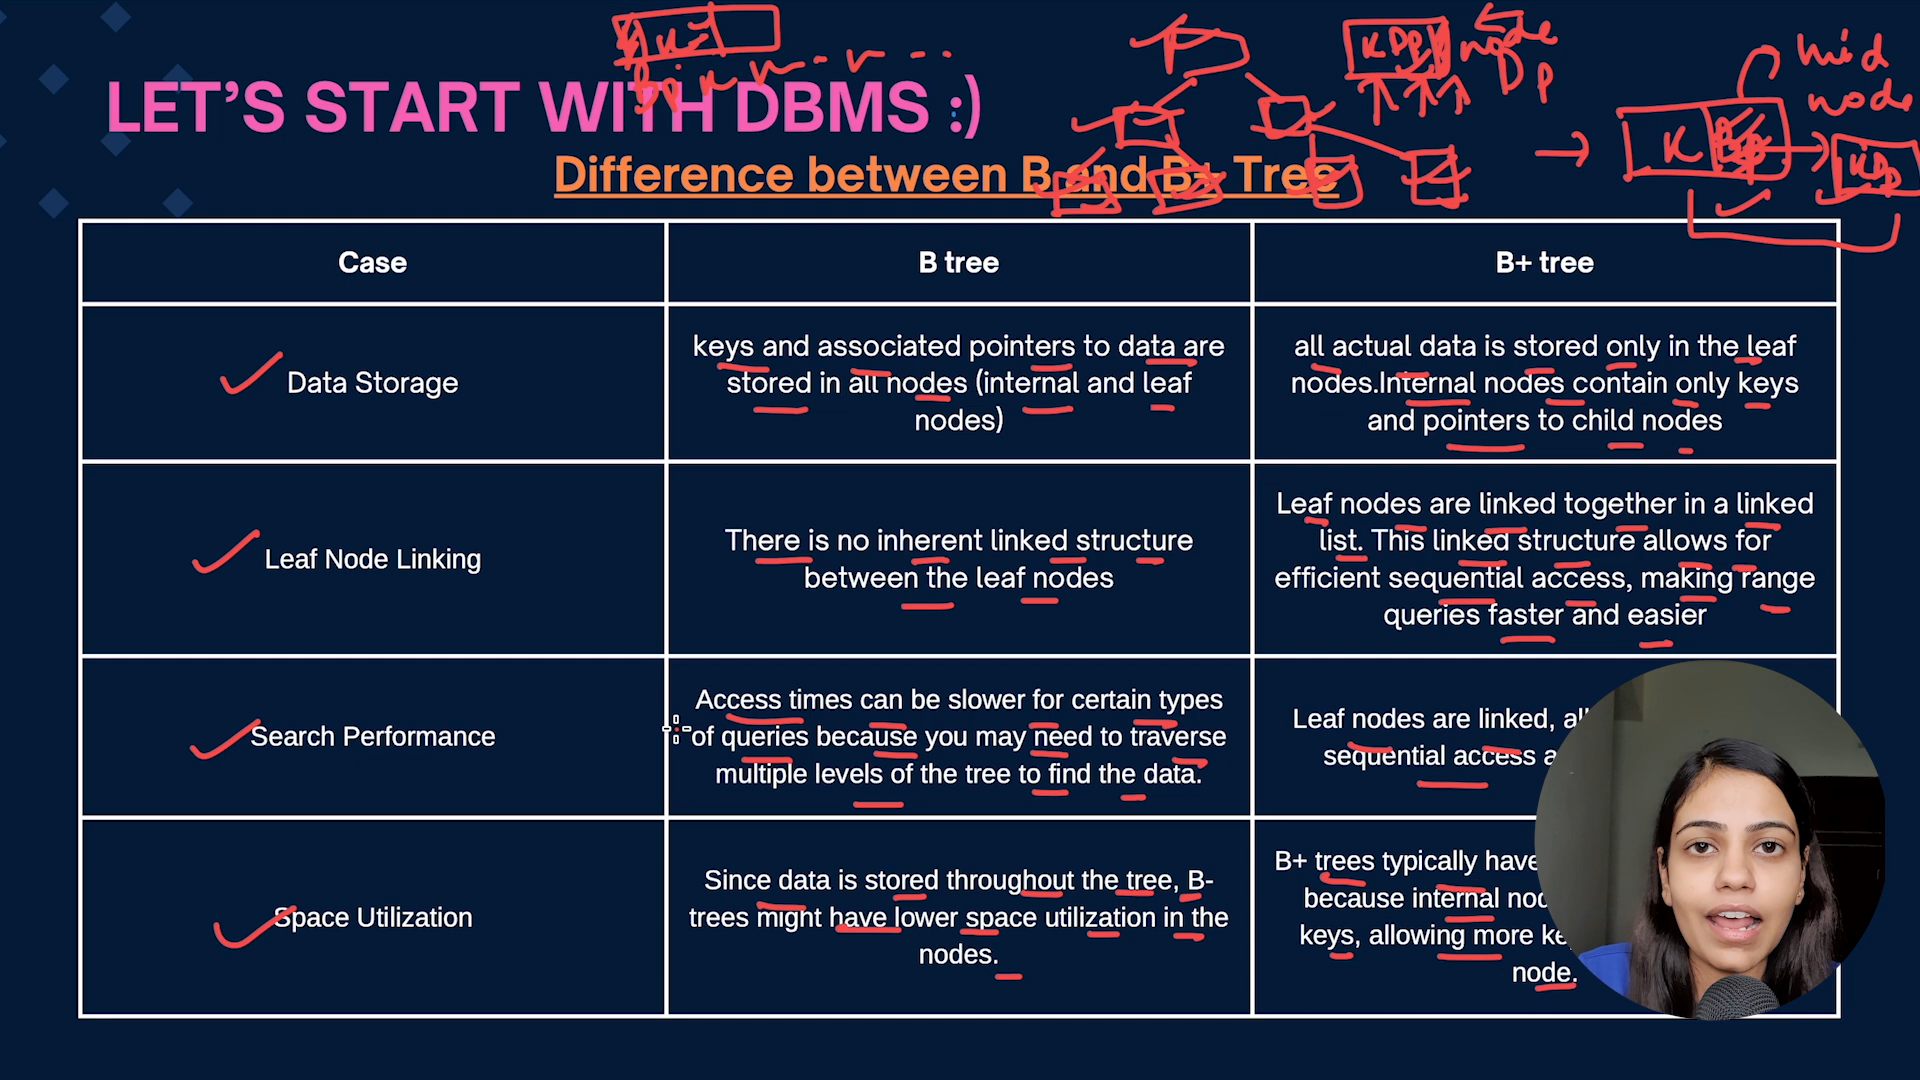 LET'S START WITH DBMS :)
Difference between B and B+ Tree
K
node
DP
K
mid
node
Case
B tree
B+ tree
Data Storage
keys and associated pointers to data are
stored in all nodes (internal and leaf
nodes)
all actual data is stored only in the leaf
nodes.Internal nodes contain only keys
and pointers to child nodes
Leaf Node Linking
There is no inherent linked structure
between the leaf nodes
Leaf nodes are linked together in a linked
list. This linked structure allows for
efficient sequential access, making range
queries faster and easier
Search Performance
Access times can be slower for certain types
of queries because you may need to traverse
multiple levels of the tree to find the data.
Leaf nodes are linked,
sequential access
Space Utilization
Since data is stored throughout the tree, B-
trees might have lower space utilization in the
nodes.
B+ trees typically have
because internal
keys, allowing more
node.